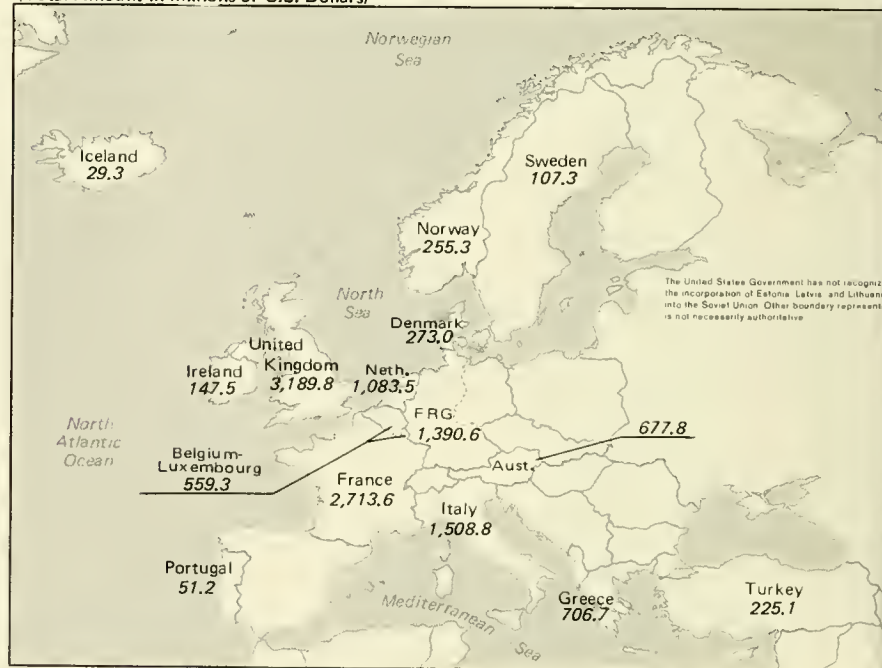 Norwegian
Sea
Iceland
29.3
Sweden
107.3
Norway
255.3
The United States Government has not recogniz
the incorporation of Estonia Latvia and Lithuan
into the Soviet Union Other boundary represent
is not necessarily authoritative
North
Sea
Denmark
273.0
United
Kingdom
3,189.8
Ireland
147.5
Neth.
1,083.5
North
Atlantic
Ocean
FRG
1,390.6
677.8
Aust.
Belgium-
Luxembourg
559.3
France
2,713.6
Italy
1,508.8
Portugal
51.2
Mediterranean
Sea
Greece
706.7
Turkey
225.1